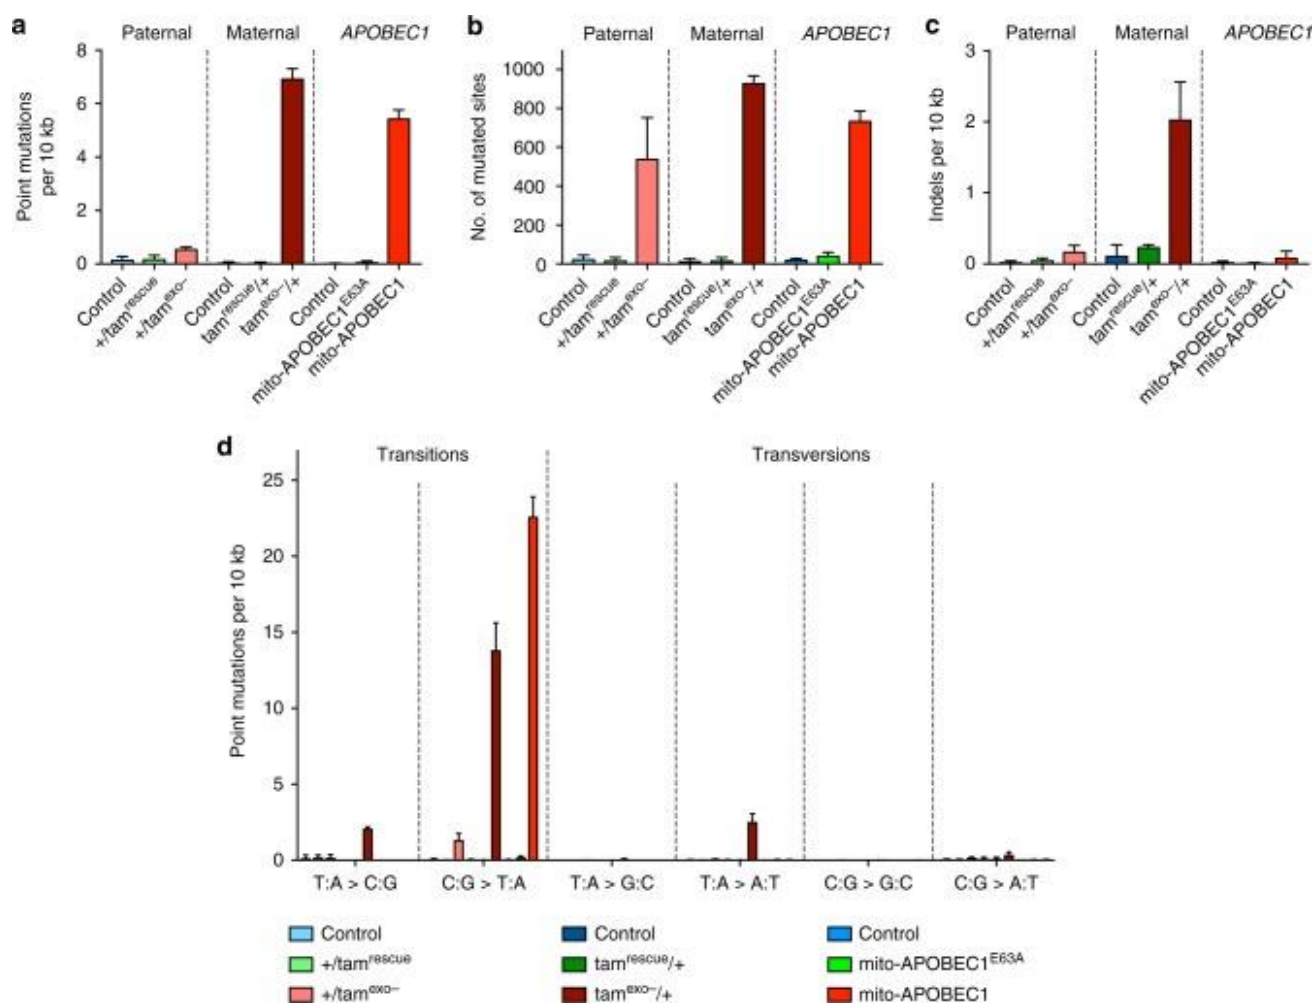 a
Paternal Maternal APOBEC1
Point mutations
per 10 kb
8
6
4
2
0
Control
+/tam^rescue
+/tam^exo–
Control
tam^rescue/+
tam^exo–/+
Control
mito-APOBEC1^E63A
mito-APOBEC1
b
Paternal Maternal APOBEC1
No. of mutated sites
1000
800
600
400
200
0
Control
+/tam^rescue
+/tam^exo–
Control
tam^rescue/+
tam^exo–/+
Control
mito-APOBEC1^E63A
mito-APOBEC1
c
Paternal Maternal APOBEC1
Indels per 10 kb
3
2
1
0
Control
+/tam^rescue
+/tam^exo–
Control
tam^rescue/+
tam^exo–/+
Control
mito-APOBEC1^E63A
mito-APOBEC1
d
Transitions Transversions
Point mutations per 10 kb
25
20
15
10
5
0
T:A > C:G C:G > T:A T:A > G:C T:A > A:T C:G > G:C C:G > A:T
Control Control Control
+/tam^rescue tam^rescue/+ mito-APOBEC1^E63A
+/tam^exo– tam^exo–/+ mito-APOBEC1